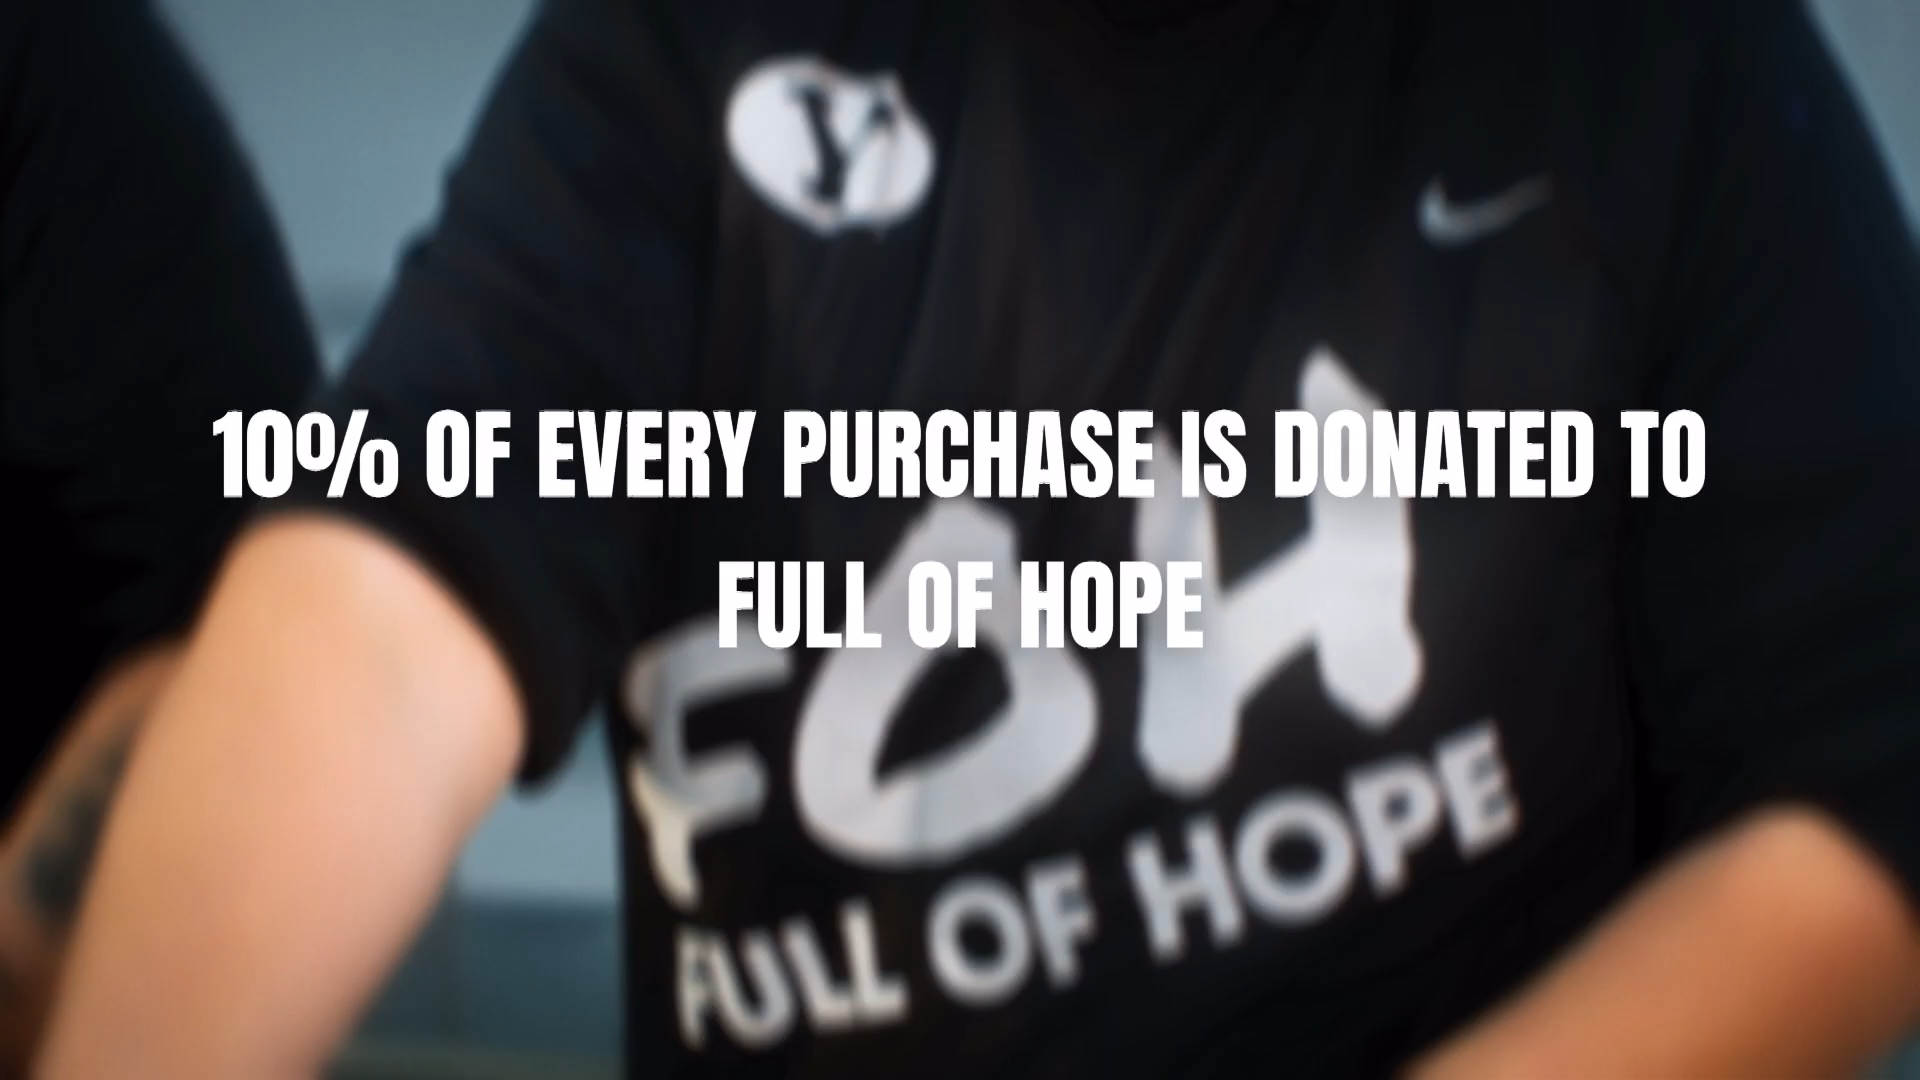 Y
10% OF EVERY PURCHASE IS DONATED TO
FULL OF HOPE
FOH
FULL OF HOPE